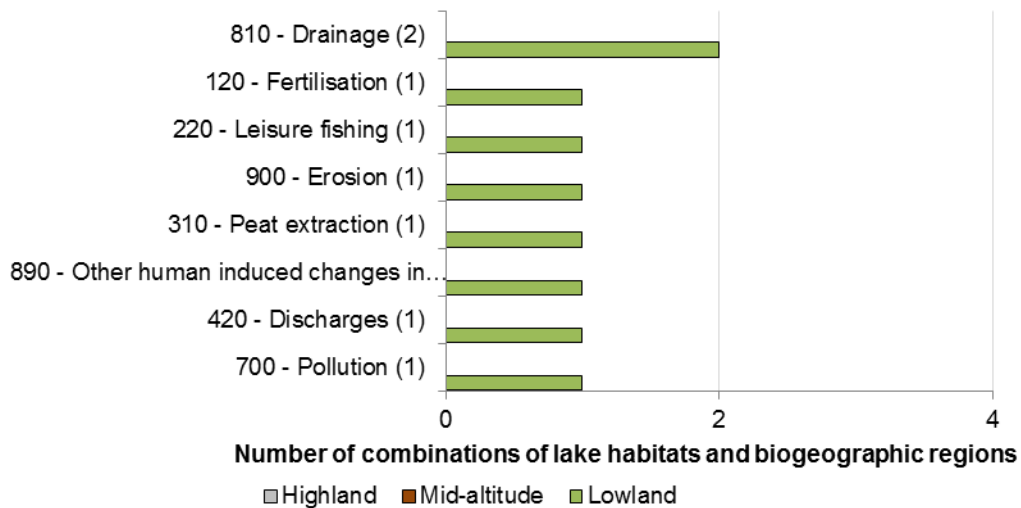 810 - Drainage (2)
120 - Fertilisation (1)
220 - Leisure fishing (1)
900 - Erosion (1)
310 - Peat extraction (1)
890 - Other human induced changes in…
420 - Discharges (1)
700 - Pollution (1)
0 2 4
Number of combinations of lake habitats and biogeographic regions
Highland Mid-altitude Lowland